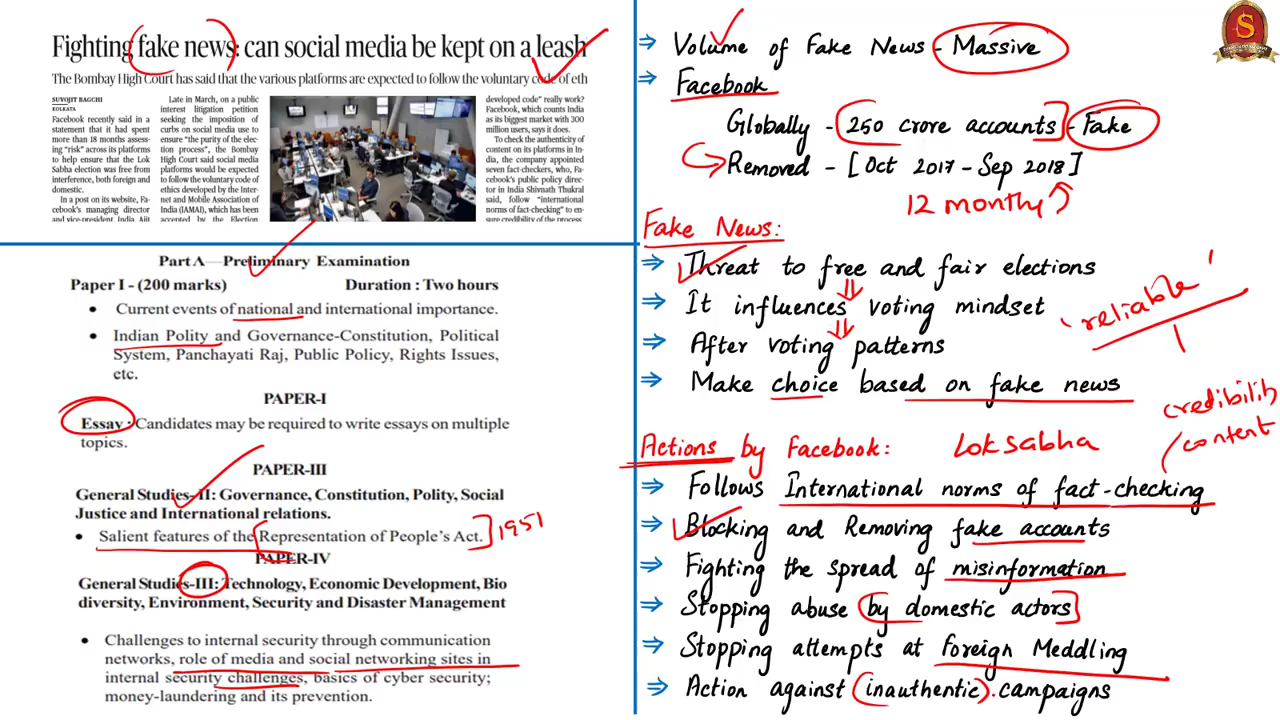 Fighting fake news: can social media be kept on a leash
The Bombay High Court has said that the various platforms are expected to follow the voluntary code of eth
SUVOJIT BAGCHI
KOLKATA
Facebook recently said in a
statement that it had spent
more than 18 months assess-
ing "risk" across its platforms
to help ensure that the Lok
Sabha election was free from
interference, both foreign and
domestic.
In a post on its website, Fa-
cebook's managing director
and vice-president India Ajit
Late in March, on a public
interest litigation petition
seeking the imposition of
curbs on social media use to
ensure "the purity of the elec-
tion process", the Bombay
High Court said social media
platforms would be expected
to follow the voluntary code of
ethics developed by the Inter-
net and Mobile Association of
India (IAMAI), which has been
accepted by the Election
developed code" really work?
Facebook, which counts India
as its biggest market with 300
million users, says it does.
To check the authenticity
of content on its platforms in
India, the company appointed
seven fact-checkers, who, Fa-
cebook's public policy direc-
tor in India Shivnath Thukral
said, follow "international
norms of fact-checking" to en-
sure credibility of the process.
Part A—Preliminary Examination
Paper I - (200 marks) Duration : Two hours
• Current events of national and international importance.
• Indian Polity and Governance-Constitution, Political
System, Panchayati Raj, Public Policy, Rights Issues,
etc.
PAPER-I
Essay : Candidates may be required to write essays on multiple
topics.
PAPER-III
General Studies-II: Governance, Constitution, Polity, Social
Justice and International relations.
• Salient features of the [Representation of People's Act.] 1951
PAPER-IV
General Studies-III: Technology, Economic Development, Bio
diversity, Environment, Security and Disaster Management
• Challenges to internal security through communication
networks, role of media and social networking sites in
internal security challenges, basics of cyber security;
money-laundering and its prevention.
⇒ Volume of Fake News - Massive
⇒ Facebook
Globally - 250 crore accounts] - Fake
Removed - [Oct 2017 - Sep 2018]
12 months
Fake News:
⇒ Threat to free and fair elections
⇒ It influences voting mindset
⇒ After voting patterns
⇒ Make choice based on fake news
'reliable'
credibility
content
Actions by Facebook: Loksabha
⇒ Follows International norms of fact-checking
⇒ Blocking and Removing fake accounts
⇒ Fighting the spread of misinformation
⇒ Stopping abuse [by domestic actors]
⇒ Stopping attempts at foreign Meddling
⇒ Action against (inauthentic) campaigns
S